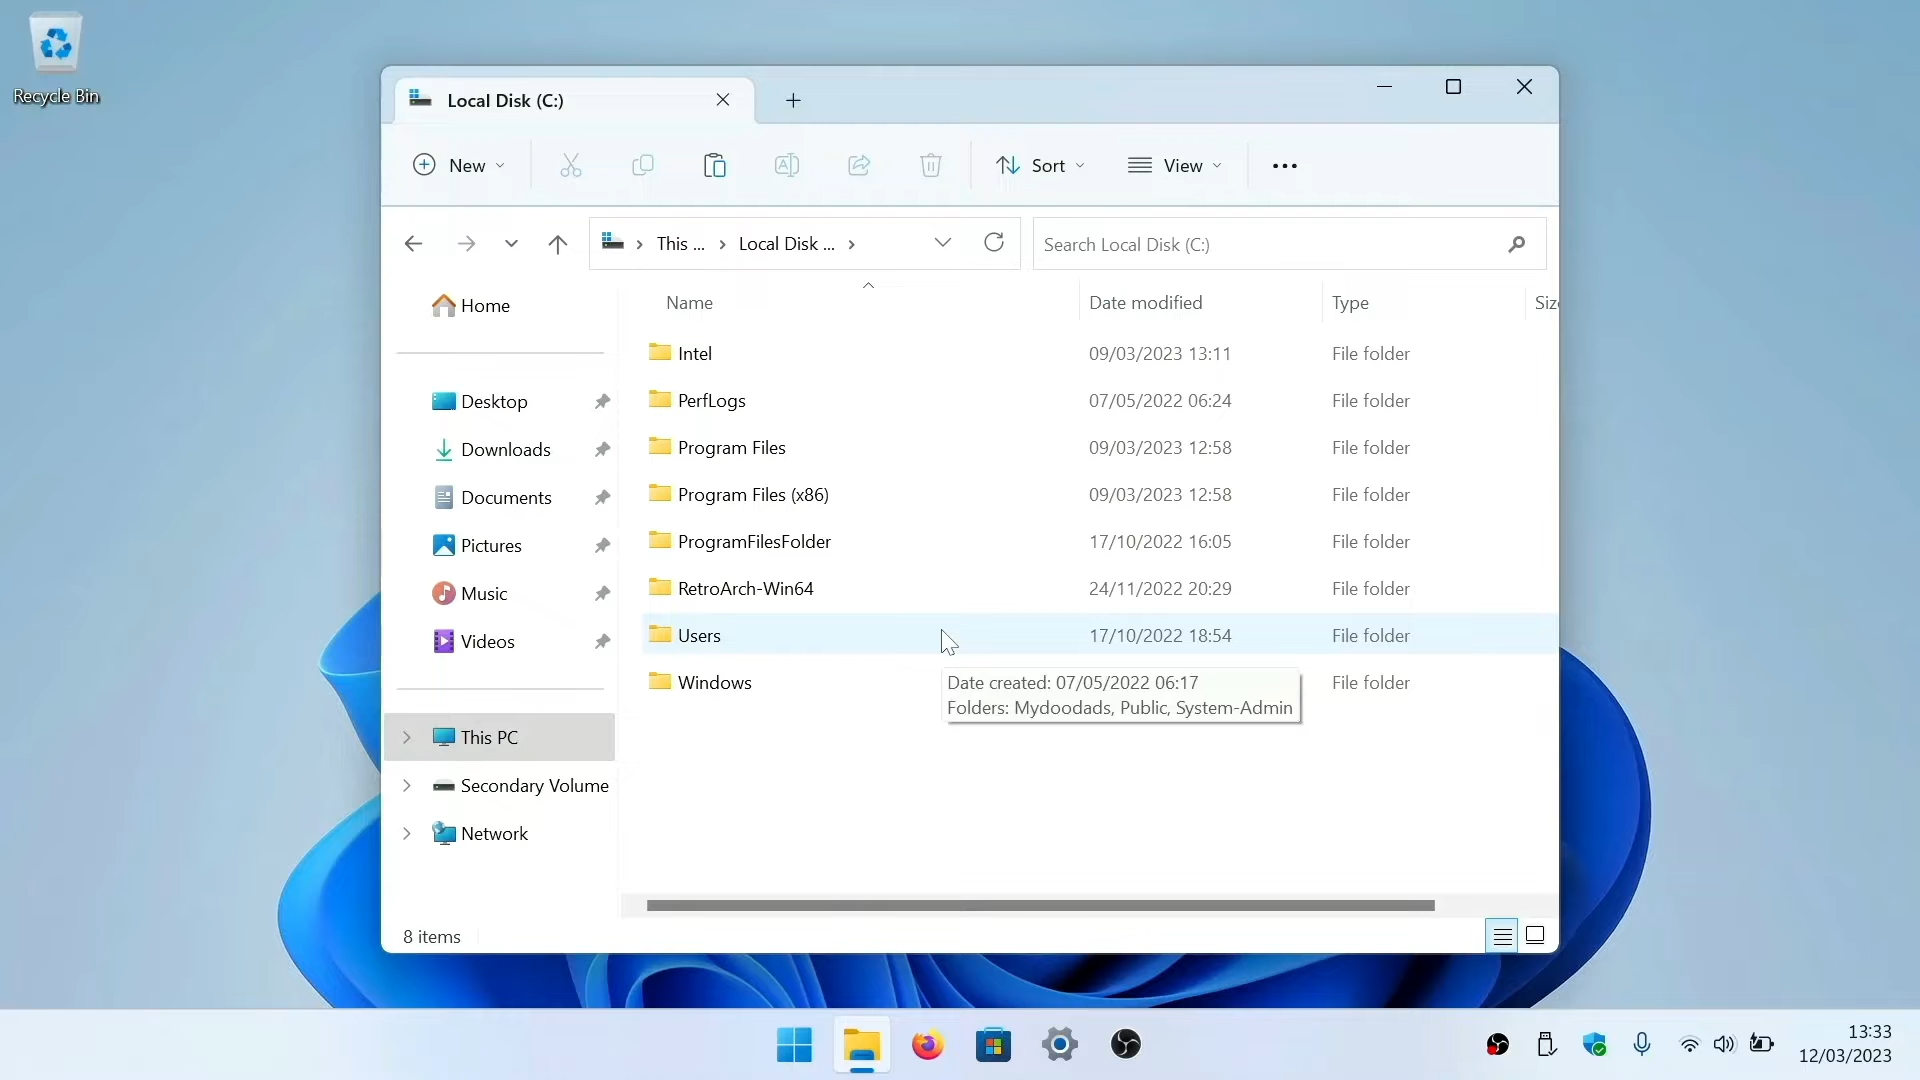 Recycle Bin
Local Disk (C:)
New
Sort
View
This ...
Local Disk ...
Search Local Disk (C:)
Home
Desktop
Downloads
Documents
Pictures
Music
Videos
This PC
Secondary Volume
Network
Name Date modified Type Siz
Intel 09/03/2023 13:11 File folder
PerfLogs 07/05/2022 06:24 File folder
Program Files 09/03/2023 12:58 File folder
Program Files (x86) 09/03/2023 12:58 File folder
ProgramFilesFolder 17/10/2022 16:05 File folder
RetroArch-Win64 24/11/2022 20:29 File folder
Users 17/10/2022 18:54 File folder
Windows File folder
Date created: 07/05/2022 06:17
Folders: Mydoodads, Public, System-Admin
8 items
13:33
12/03/2023